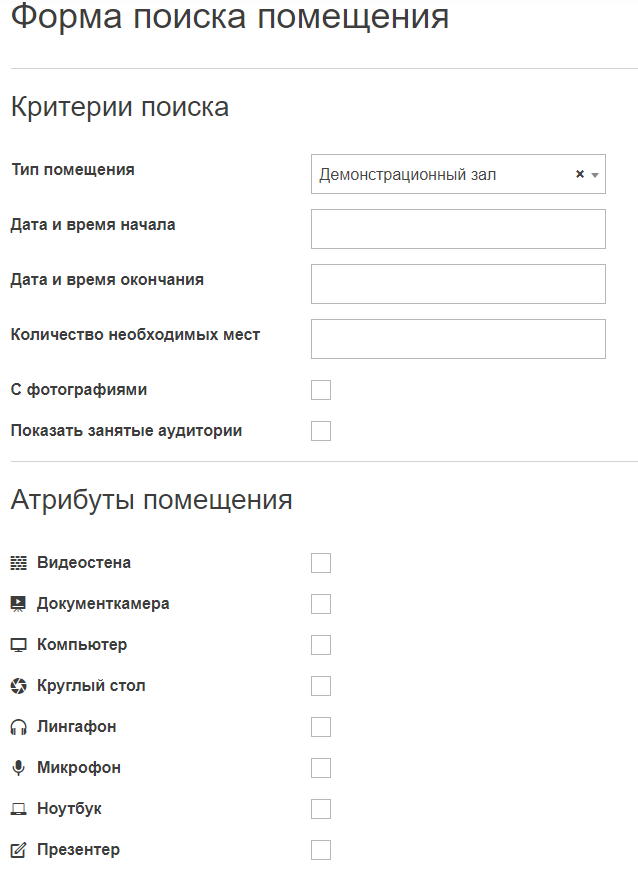 Форма поиска помещения
Критерии поиска
Тип помещения
Демонстрационный зал
Дата и время начала
Дата и время окончания
Количество необходимых мест
С фотографиями
Показать занятые аудитории
Атрибуты помещения
Видеостена
Документкамера
Компьютер
Круглый стол
Лингафон
Микрофон
Ноутбук
Презентер